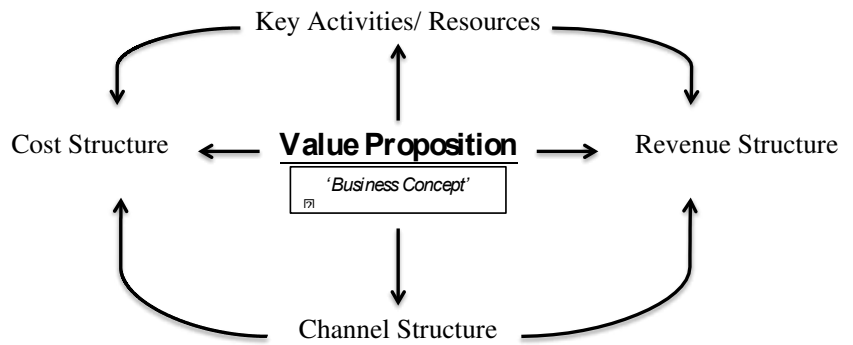 Key Activities/ Resources
Cost Structure
Value Proposition
Revenue Structure
‘Business Concept’
Channel Structure